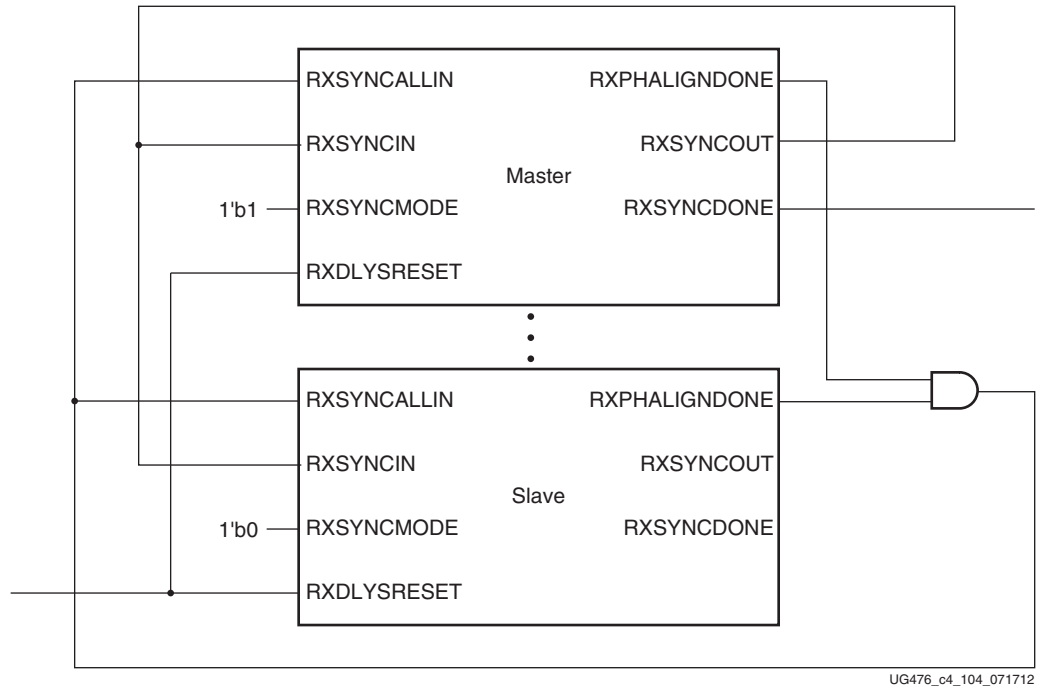 RXSYNCALLIN RXPHALIGNDONE
RXSYNCIN RXSYNCOUT
Master
1'b1 RXSYNCMODE RXSYNCDONE
RXDLYSRESET
RXSYNCALLIN RXPHALIGNDONE
RXSYNCIN RXSYNCOUT
Slave
1'b0 RXSYNCMODE RXSYNCDONE
RXDLYSRESET
UG476_c4_104_071712